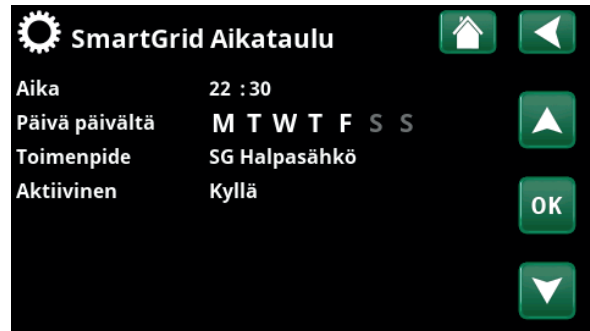 SmartGrid Aikataulu
Aika 22 :30
Päivä päivältä M T W T F S S
Toimenpide SG Halpasähkö
Aktiivinen Kyllä
OK